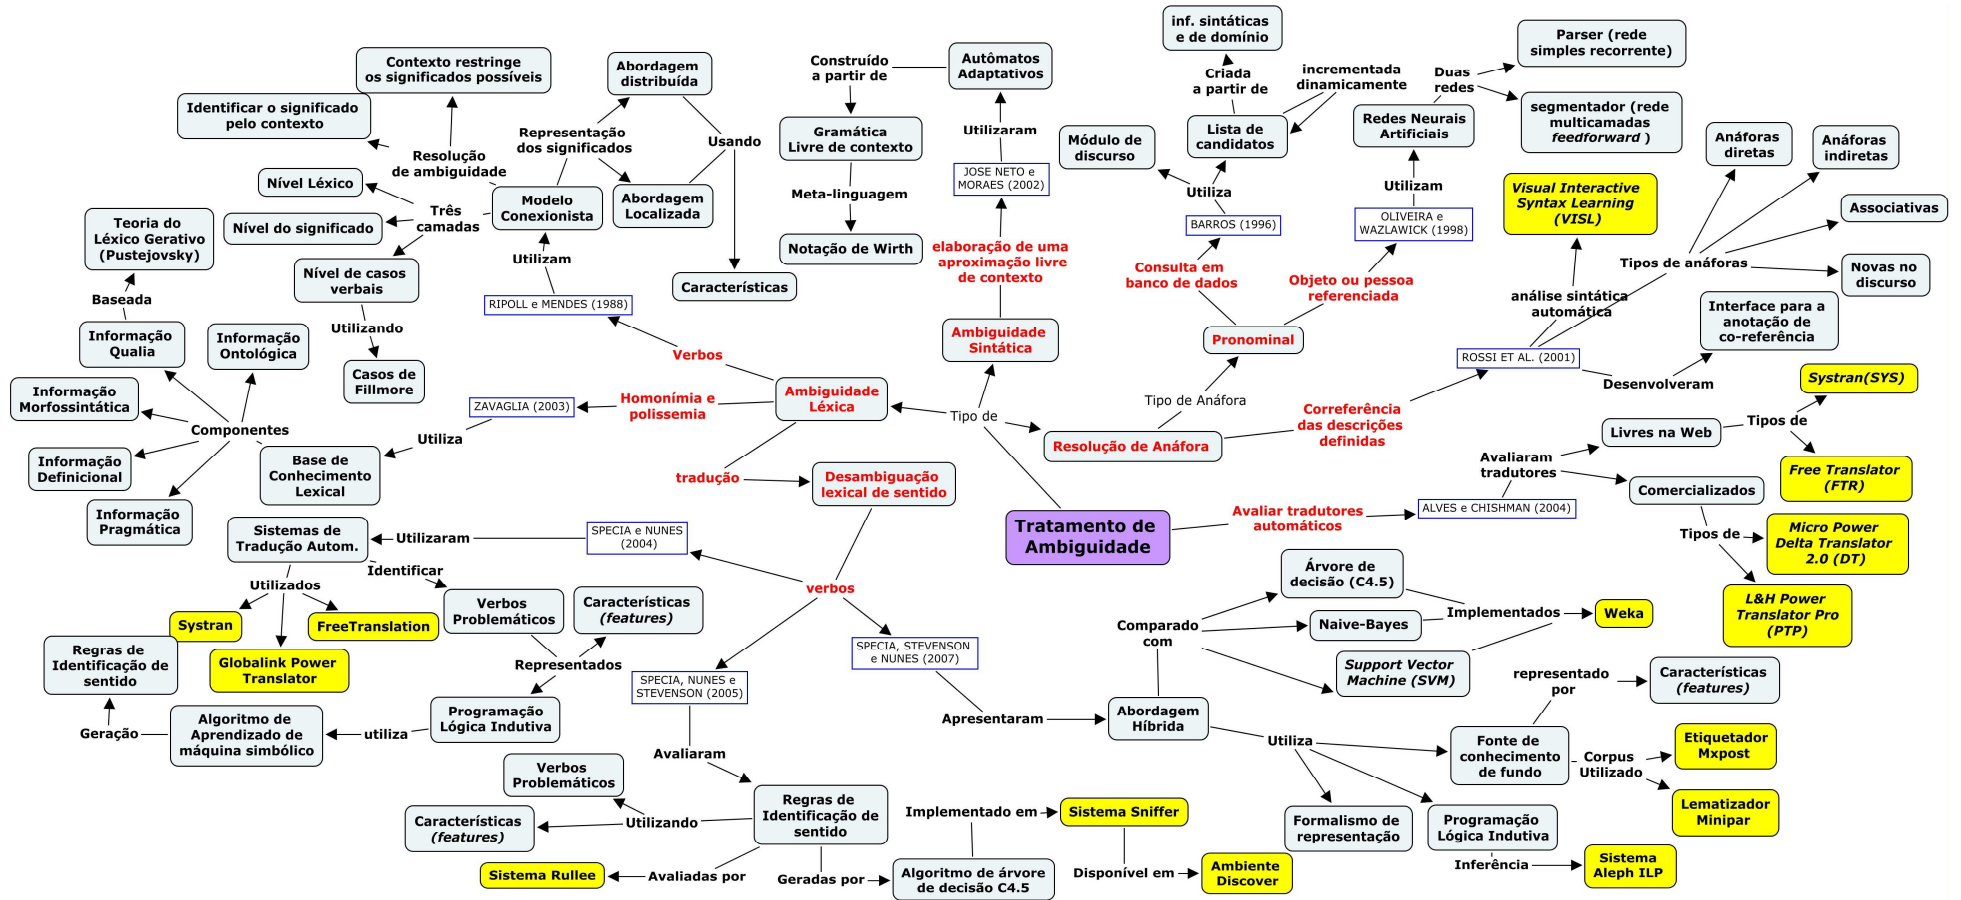 inf. sintáticas
e de domínio
Parser (rede
simples recorrente)
Contexto restringe
os significados possíveis
Abordagem
distribuída
Construído
a partir de
Autômatos
Adaptativos
Criada
a partir de
incrementada
dinamicamente
Duas
redes
Identificar o significado
pelo contexto
Representação
dos significados
Usando
Gramática
Livre de contexto
Utilizaram
Módulo de
discurso
Lista de
candidatos
Redes Neurais
Artificiais
segmentador (rede
multicamadas
feedforward )
Anáforas
diretas
Anáforas
indiretas
Resolução
de ambiguidade
Nível Léxico
Modelo
Conexionista
Abordagem
Localizada
Meta-linguagem
JOSE NETO e
MORAES (2002)
Utiliza
Utilizam
Visual Interactive
Syntax Learning
(VISL)
Associativas
Teoria do
Léxico Gerativo
(Pustejovsky)
Nível do significado
Três
camadas
Notação de Wirth
elaboração de uma
aproximação livre
de contexto
BARROS (1996)
OLIVEIRA e
WAZLAWICK (1998)
Tipos de anáforas
Novas no
discurso
Nível de casos
verbais
Utilizam
Características
Consulta em
banco de dados
Objeto ou pessoa
referenciada
análise sintática
automática
Interface para a
anotação de
co-referência
Baseada
RIPOLL e MENDES (1988)
Utilizando
Informação
Qualia
Informação
Ontológica
Ambiguidade
Sintática
Pronominal
Verbos
ROSSI ET AL. (2001)
Desenvolveram
Systran(SYS)
Casos de
Fillmore
Informação
Morfossintática
ZAVAGLIA (2003)
Homonímia e
polissemia
Ambiguidade
Léxica
Tipo de
Tipo de Anáfora
Correferência
das descrições
definidas
Livres na Web
Tipos de
Componentes
Utiliza
Resolução de Anáfora
Informação
Definicional
Base de
Conhecimento
Lexical
tradução
Desambiguação
lexical de sentido
Avaliaram
tradutores
Free Translator
(FTR)
Comercializados
Informação
Pragmática
Sistemas de
Tradução Autom.
Utilizaram
SPECIA e NUNES
(2004)
Tratamento de
Ambiguidade
Avaliar tradutores
automáticos
ALVES e CHISHMAN (2004)
Tipos de
Micro Power
Delta Translator
2.0 (DT)
Identificar
Utilizados
Árvore de
decisão (C4.5)
verbos
Verbos
Problemáticos
Características
(features)
Systran
FreeTranslation
Comparado
com
Naive-Bayes
Implementados
Weka
L&H Power
Translator Pro
(PTP)
Regras de
Identificação de
sentido
Globalink Power
Translator
Representados
SPECIA, NUNES e
STEVENSON (2005)
SPECIA, STEVENSON
e NUNES (2007)
Support Vector
Machine (SVM)
representado
por
Características
(features)
Geração
Algoritmo de
Aprendizado de
máquina simbólico
utiliza
Programação
Lógica Indutiva
Apresentaram
Abordagem
Híbrida
Utiliza
Fonte de
conhecimento
de fundo
Corpus
Utilizado
Etiquetador
Mxpost
Avaliaram
Verbos
Problemáticos
Regras de
Identificação de
sentido
Implementado em
Sistema Sniffer
Lematizador
Minipar
Características
(features)
Utilizando
Formalismo de
representação
Programação
Lógica Indutiva
Sistema Rullee
Avaliadas por
Geradas por
Algoritmo de árvore
de decisão C4.5
Disponível em
Ambiente
Discover
Inferência
Sistema
Aleph ILP